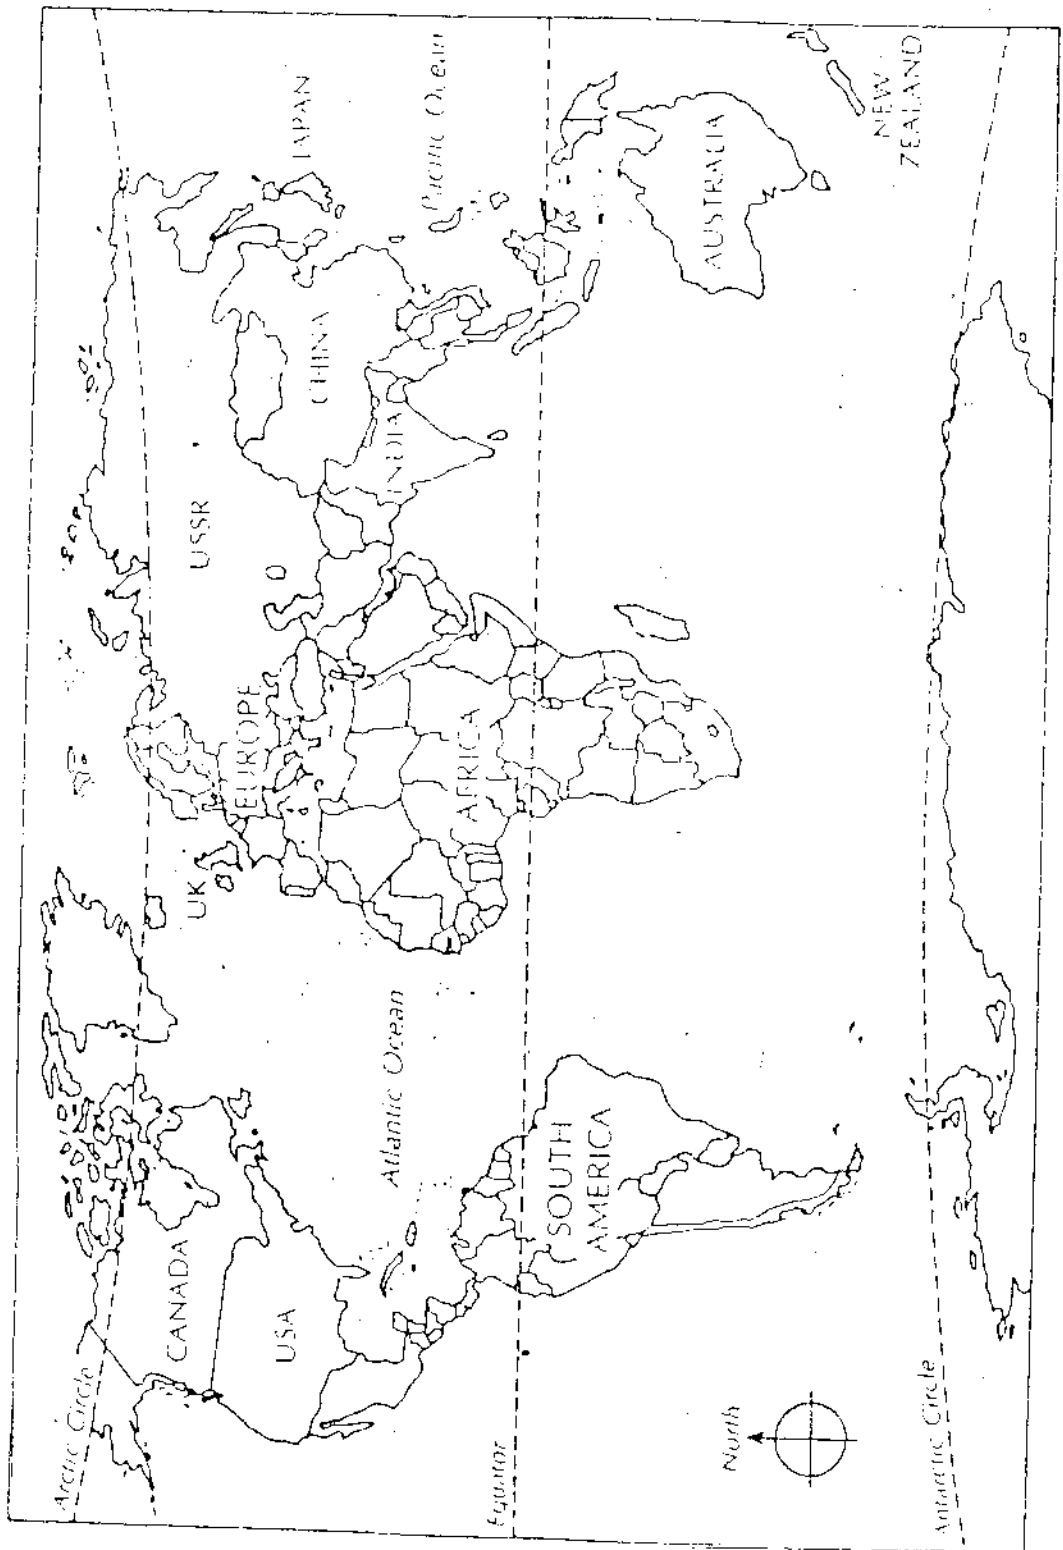 Arctic Circle
CANADA
USA
Atlantic Ocean
UK
EUROPE
USSR
CHINA
JAPAN
INDIA
Pacific Ocean
AFRICA
Equator
SOUTH
AMERICA
AUSTRALIA
NEW
ZEALAND
North
Antarctic Circle